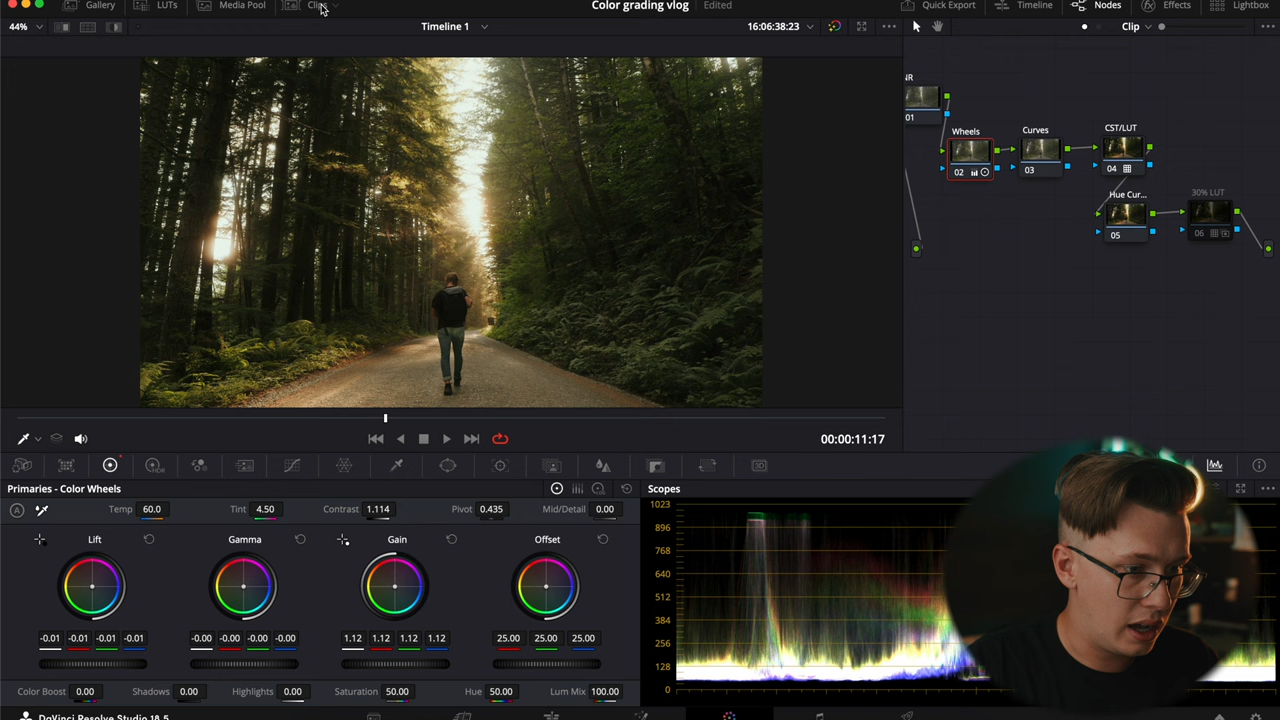 Gallery LUTs Media Pool Clips Color grading vlog Edited Quick Export Timeline Nodes Effects Lightbox
44% Timeline 1 16:06:38:23 Clip
NR
01
Wheels Curves CST/LUT
02 03 04
Hue Cur... 30% LUT
05 06
00:00:11:17
Primaries - Color Wheels Scopes
Temp 60.0 Tint 4.50 Contrast 1.114 Pivot 0.435 Mid/Detail 0.00
Lift Gamma Gain Offset
-0.01 -0.01 -0.01 -0.01 -0.00 -0.00 -0.00 -0.00 1.12 1.12 1.12 1.12 25.00 25.00 25.00
Color Boost 0.00 Shadows 0.00 Highlights 0.00 Saturation 50.00 Hue 50.00 Lum Mix 100.00
1023
896
768
640
512
384
256
128
0
DaVinci Resolve Studio 18.5